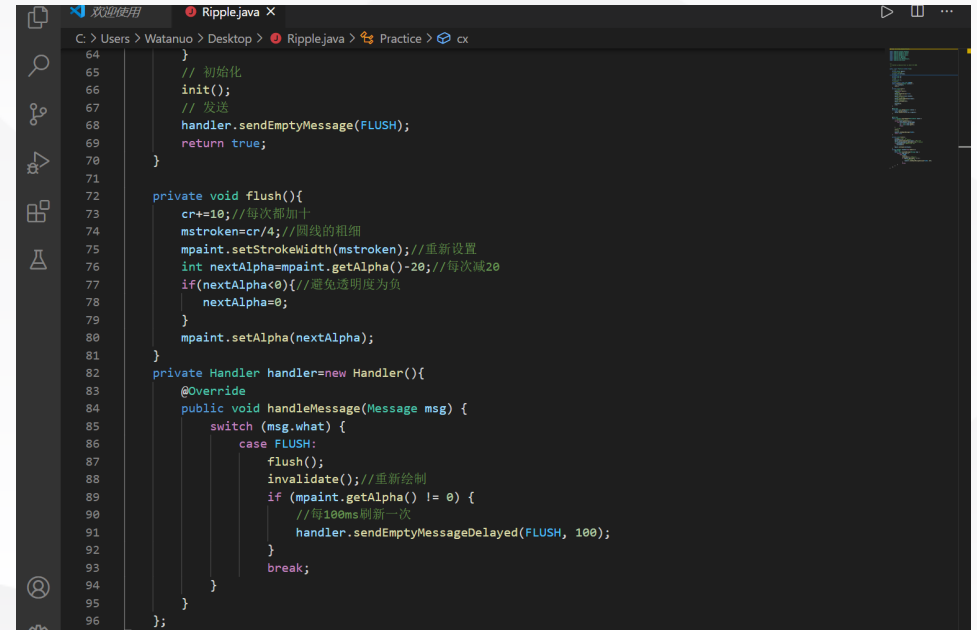 欢迎使用 Ripple.java
C: > Users > Watanuo > Desktop > Ripple.java > Practice > cx
64 }
65 // 初始化
66 init();
67 // 发送
68 handler.sendEmptyMessage(FLUSH);
69 return true;
70 }
71
72 private void flush(){
73 cr+=10;//每次都加十
74 mstroken=cr/4;//圆线的粗细
75 mpaint.setStrokeWidth(mstroken);//重新设置
76 int nextAlpha=mpaint.getAlpha()-20;//每次减20
77 if(nextAlpha<0){//避免透明度为负
78 nextAlpha=0;
79 }
80 mpaint.setAlpha(nextAlpha);
81 }
82 private Handler handler=new Handler(){
83 @Override
84 public void handleMessage(Message msg) {
85 switch (msg.what) {
86 case FLUSH:
87 flush();
88 invalidate();//重新绘制
89 if (mpaint.getAlpha() != 0) {
90 //每100ms刷新一次
91 handler.sendEmptyMessageDelayed(FLUSH, 100);
92 }
93 break;
94 }
95 }
96 };